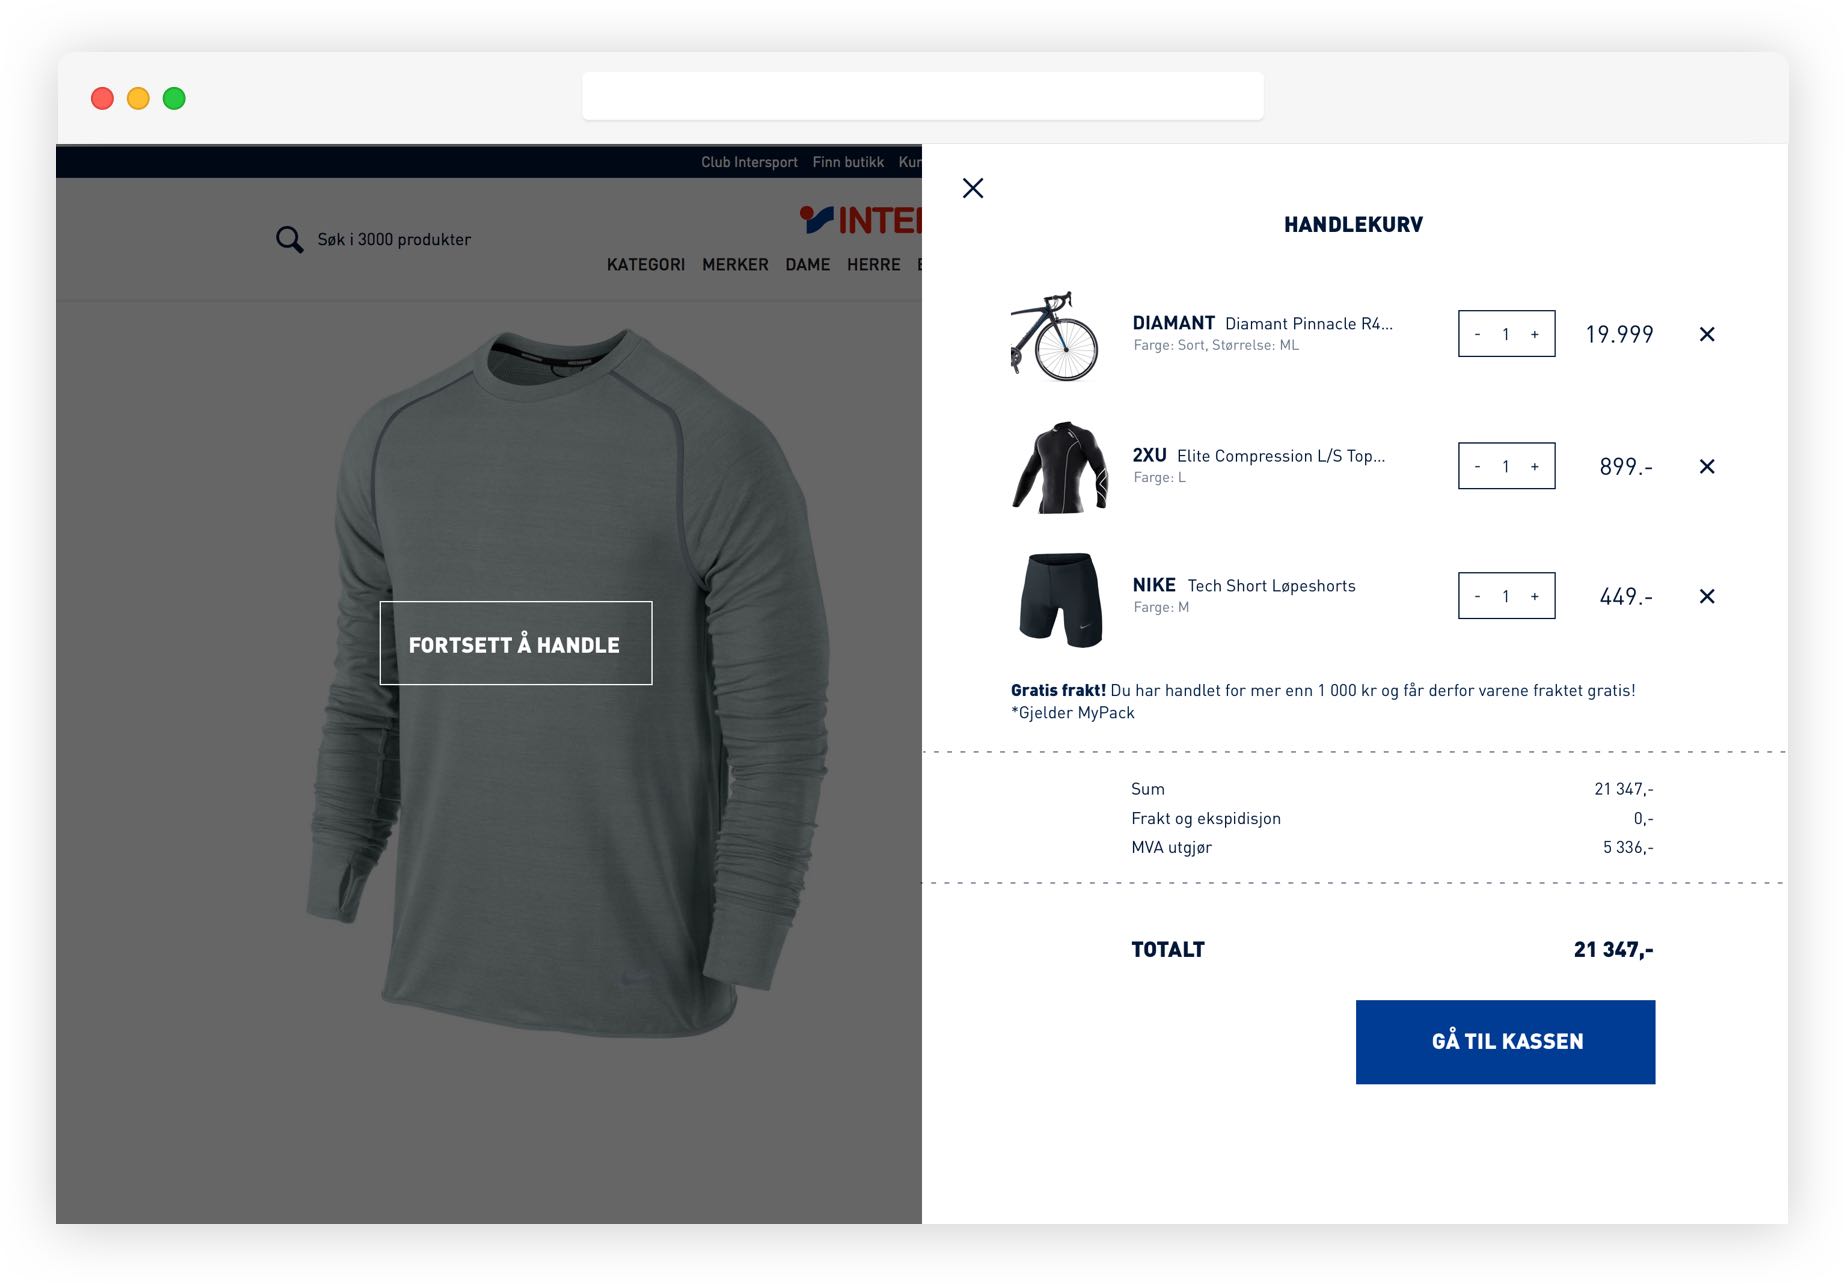 Club Intersport Finn butikk
Søk i 3000 produkter
KATEGORI MERKER DAME HERRE
FORTSETT Å HANDLE
HANDLEKURV
DIAMANT Diamant Pinnacle R4...
Farge: Sort, Størrelse: ML
- 1 + 19.999
2XU Elite Compression L/S Top...
Farge: L
- 1 + 899.-
NIKE Tech Short Løpeshorts
Farge: M
- 1 + 449.-
Gratis frakt! Du har handlet for mer enn 1 000 kr og får derfor varene fraktet gratis!
*Gjelder MyPack
Sum 21 347,-
Frakt og ekspidisjon 0,-
MVA utgjør 5 336,-
TOTALT 21 347,-
GÅ TIL KASSEN